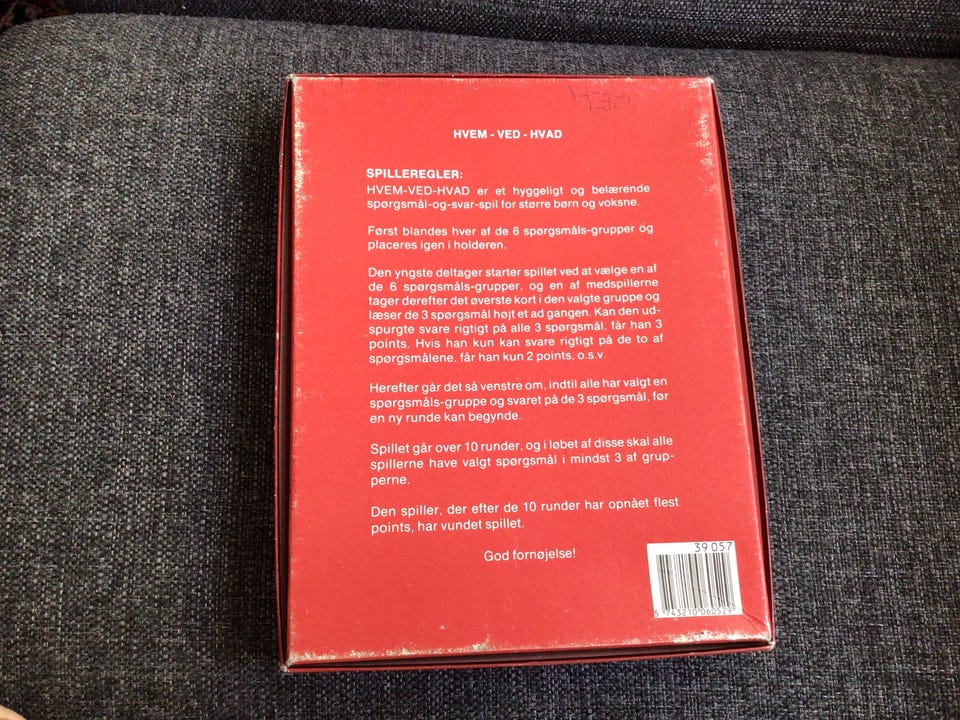 HVEM - VED - HVAD
SPILLEREGLER:
HVEM-VED-HVAD er et hyggeligt og belærende
spørgsmål-og-svar-spil for større børn og voksne.
Først blandes hver af de 6 spørgsmåls-grupper og
placeres igen i holderen.
Den yngste deltager starter spillet ved at vælge en af
de 6 spørgsmåls-grupper, og en af medspillerne
tager derefter det øverste kort i den valgte gruppe og
læser de 3 spørgsmål højt et ad gangen. Kan den ud-
spurgte svare rigtigt på alle 3 spørgsmål, får han 3
points. Hvis han kun kan svare rigtigt på de to af
spørgsmålene, får han kun 2 points, o.s.v.
Herefter går det så venstre om, indtil alle har valgt en
spørgsmåls-gruppe og svaret på de 3 spørgsmål, før
en ny runde kan begynde.
Spillet går over 10 runder, og i løbet af disse skal alle
spillerne have valgt spørgsmål i mindst 3 af grup-
perne.
Den spiller, der efter de 10 runder har opnået flest
points, har vundet spillet.
God fornøjelse!
39 057
5 743210 060529